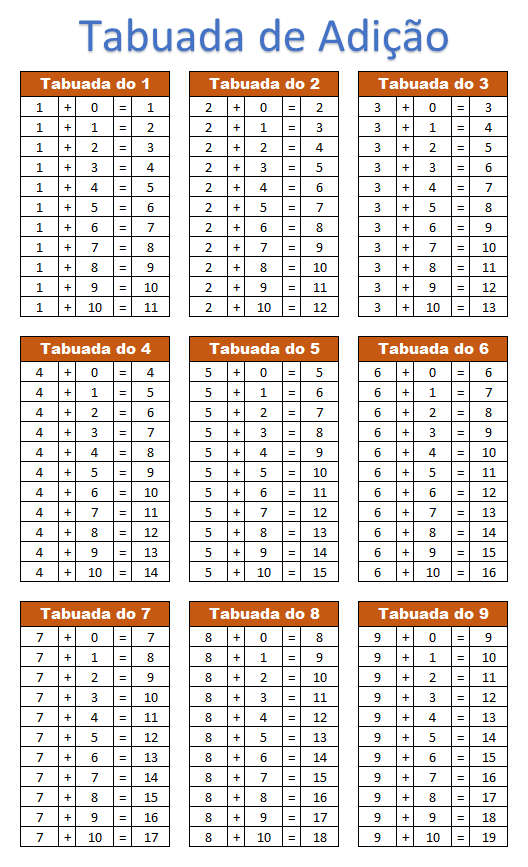 Tabuada de Adição
Tabuada do 1
1 + 0 = 1
1 + 1 = 2
1 + 2 = 3
1 + 3 = 4
1 + 4 = 5
1 + 5 = 6
1 + 6 = 7
1 + 7 = 8
1 + 8 = 9
1 + 9 = 10
1 + 10 = 11
Tabuada do 2
2 + 0 = 2
2 + 1 = 3
2 + 2 = 4
2 + 3 = 5
2 + 4 = 6
2 + 5 = 7
2 + 6 = 8
2 + 7 = 9
2 + 8 = 10
2 + 9 = 11
2 + 10 = 12
Tabuada do 3
3 + 0 = 3
3 + 1 = 4
3 + 2 = 5
3 + 3 = 6
3 + 4 = 7
3 + 5 = 8
3 + 6 = 9
3 + 7 = 10
3 + 8 = 11
3 + 9 = 12
3 + 10 = 13
Tabuada do 4
4 + 0 = 4
4 + 1 = 5
4 + 2 = 6
4 + 3 = 7
4 + 4 = 8
4 + 5 = 9
4 + 6 = 10
4 + 7 = 11
4 + 8 = 12
4 + 9 = 13
4 + 10 = 14
Tabuada do 5
5 + 0 = 5
5 + 1 = 6
5 + 2 = 7
5 + 3 = 8
5 + 4 = 9
5 + 5 = 10
5 + 6 = 11
5 + 7 = 12
5 + 8 = 13
5 + 9 = 14
5 + 10 = 15
Tabuada do 6
6 + 0 = 6
6 + 1 = 7
6 + 2 = 8
6 + 3 = 9
6 + 4 = 10
6 + 5 = 11
6 + 6 = 12
6 + 7 = 13
6 + 8 = 14
6 + 9 = 15
6 + 10 = 16
Tabuada do 7
7 + 0 = 7
7 + 1 = 8
7 + 2 = 9
7 + 3 = 10
7 + 4 = 11
7 + 5 = 12
7 + 6 = 13
7 + 7 = 14
7 + 8 = 15
7 + 9 = 16
7 + 10 = 17
Tabuada do 8
8 + 0 = 8
8 + 1 = 9
8 + 2 = 10
8 + 3 = 11
8 + 4 = 12
8 + 5 = 13
8 + 6 = 14
8 + 7 = 15
8 + 8 = 16
8 + 9 = 17
8 + 10 = 18
Tabuada do 9
9 + 0 = 9
9 + 1 = 10
9 + 2 = 11
9 + 3 = 12
9 + 4 = 13
9 + 5 = 14
9 + 6 = 15
9 + 7 = 16
9 + 8 = 17
9 + 9 = 18
9 + 10 = 19